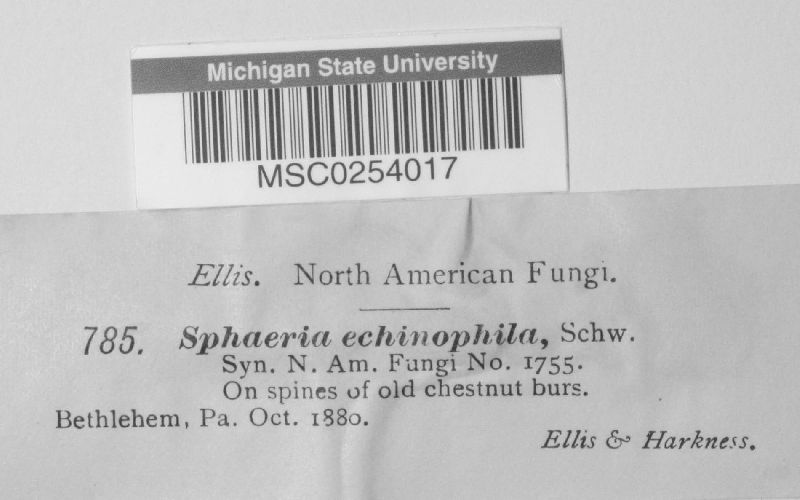 Michigan State University
MSC0254017
Ellis. North American Fungi.
785. Sphaeria echinophila, Schw.
Syn. N. Am. Fungi No. 1755.
On spines of old chestnut burs.
Bethlehem, Pa. Oct. 1880.
Ellis & Harkness.